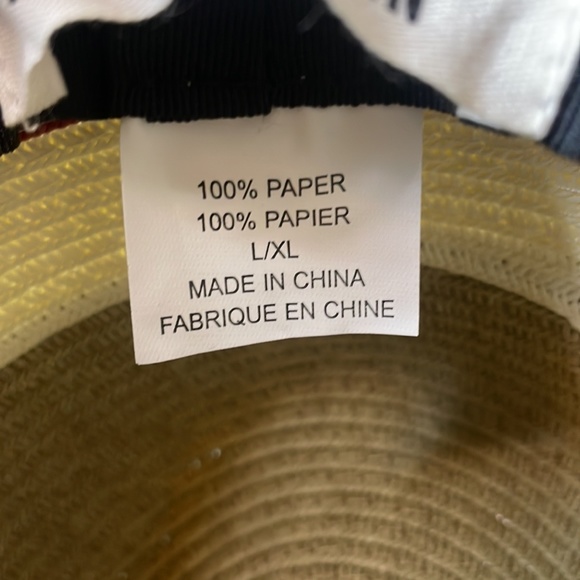 100% PAPER
100% PAPIER
L/XL
MADE IN CHINA
FABRIQUE EN CHINE